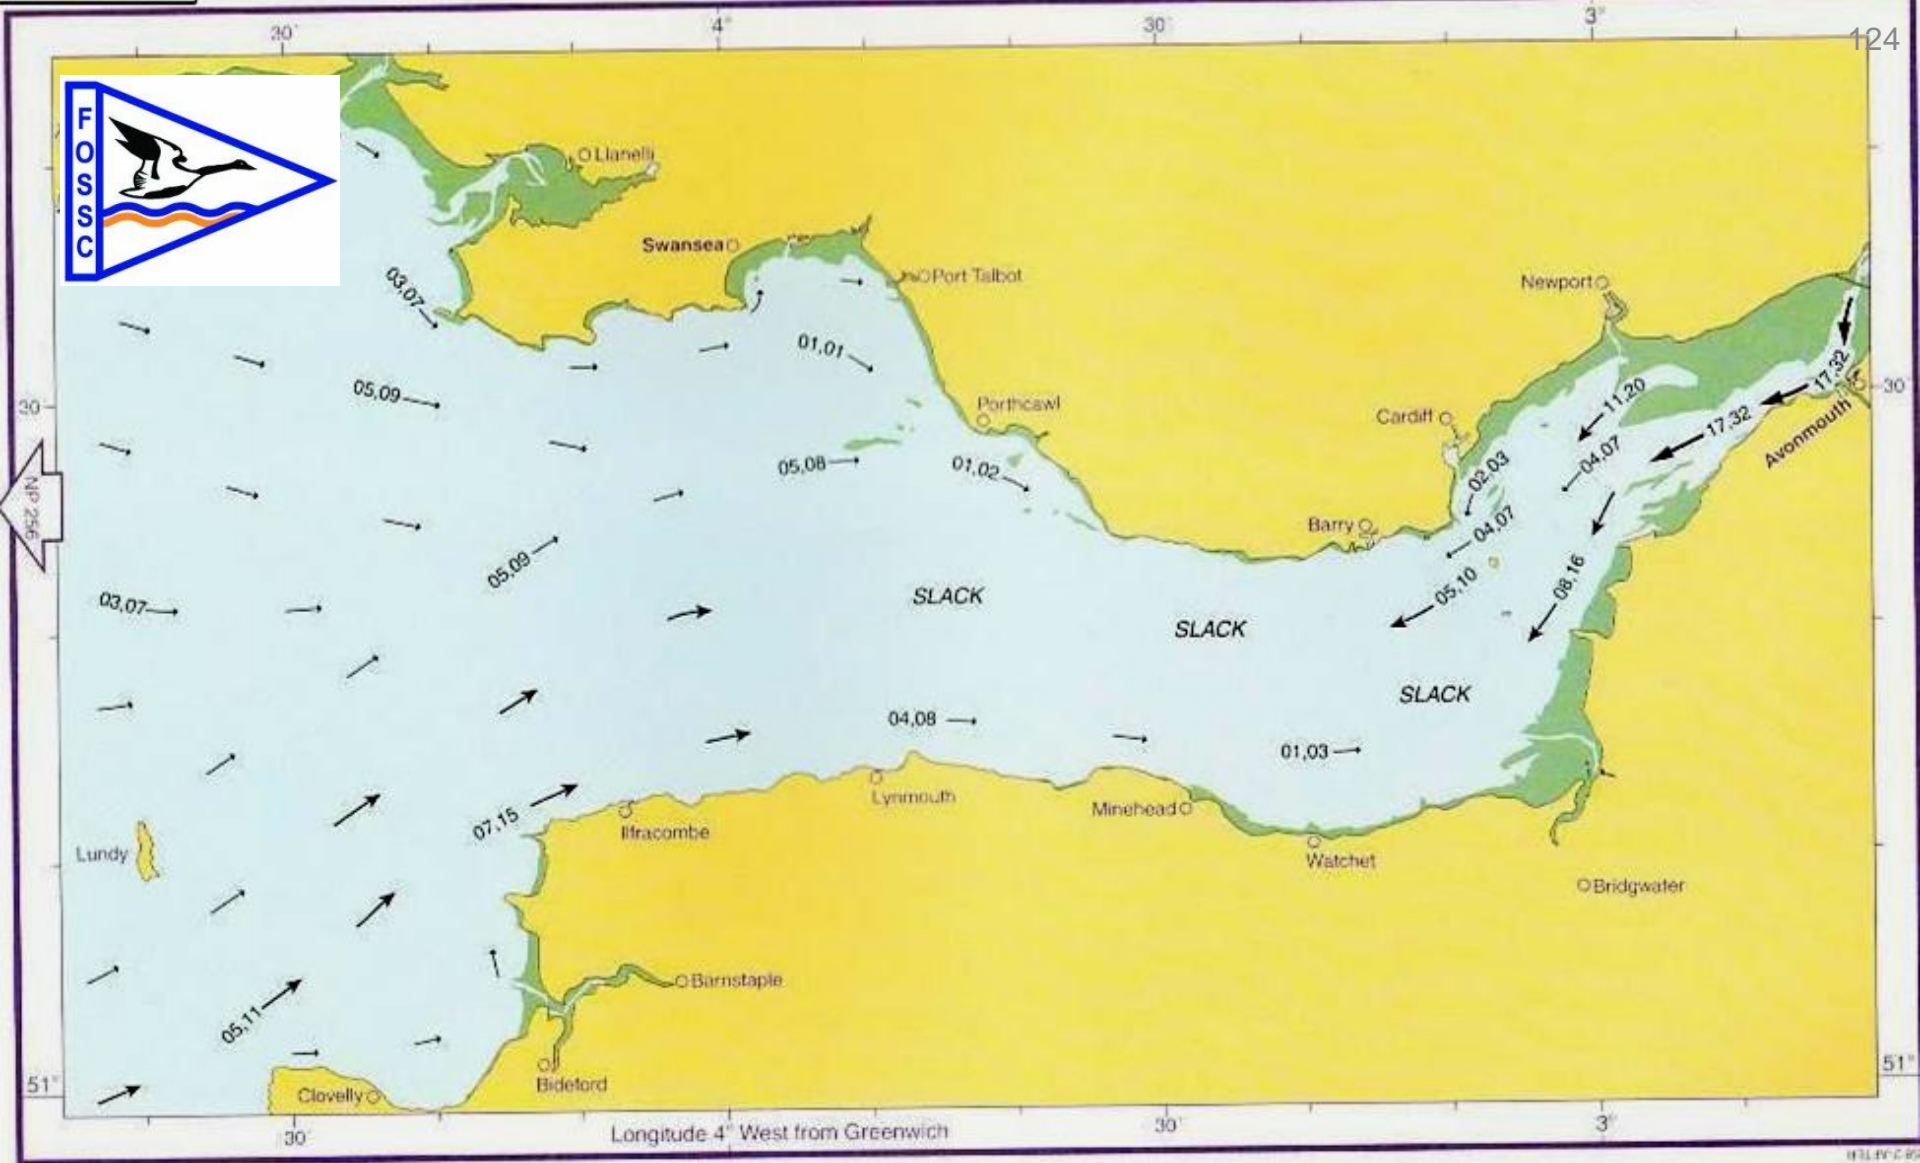 30'
4°
30'
3°
124
FOSSC
Llanelli
Swansea
Port Talbot
Newport
03,07
01,01
17,32
05,09
30'
30'
11,20
Porthcawl
Cardiff
17,32
Avonmouth
05,08
01,02
02,03
04,07
NP 256
Barry
04,07
05,09
05,10
08,16
03,07
SLACK
SLACK
SLACK
04,08
01,03
Lynmouth
Minehead
07,15
Ilfracombe
Lundy
Watchet
Bridgwater
Barnstaple
05,11
51°
51°
Clovelly
Bideford
30'
Longitude 4° West from Greenwich
30'
3°